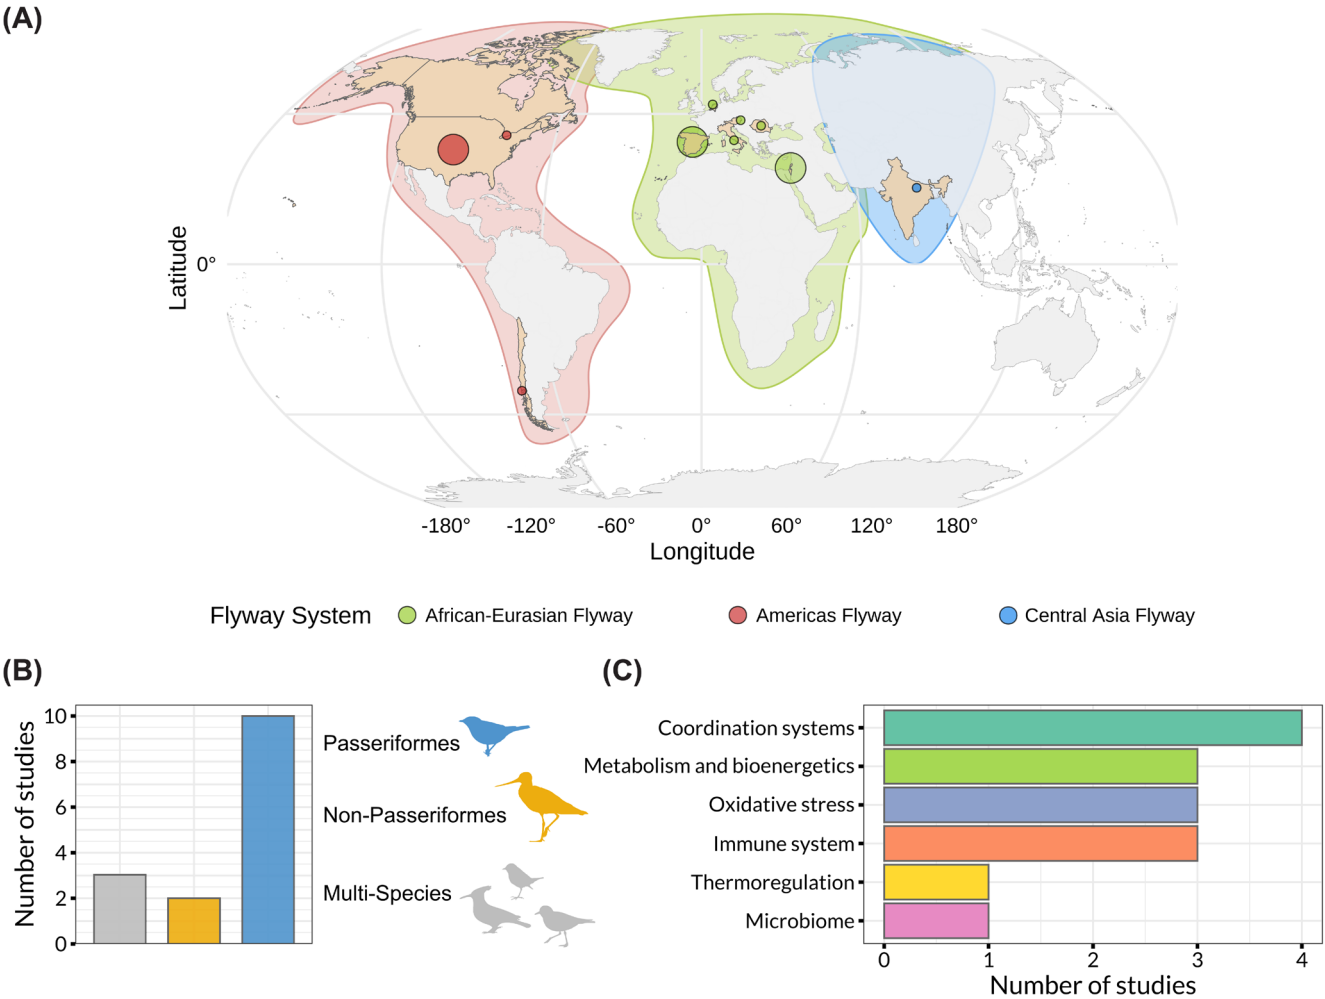 (A)
Latitude
0°
-180° -120° -60° 0° 60° 120° 180°
Longitude
Flyway System African-Eurasian Flyway Americas Flyway Central Asia Flyway
(B)
Number of studies
10
8
6
4
2
0
Passeriformes
Non-Passeriformes
Multi-Species
(C)
Coordination systems
Metabolism and bioenergetics
Oxidative stress
Immune system
Thermoregulation
Microbiome
0 1 2 3 4
Number of studies